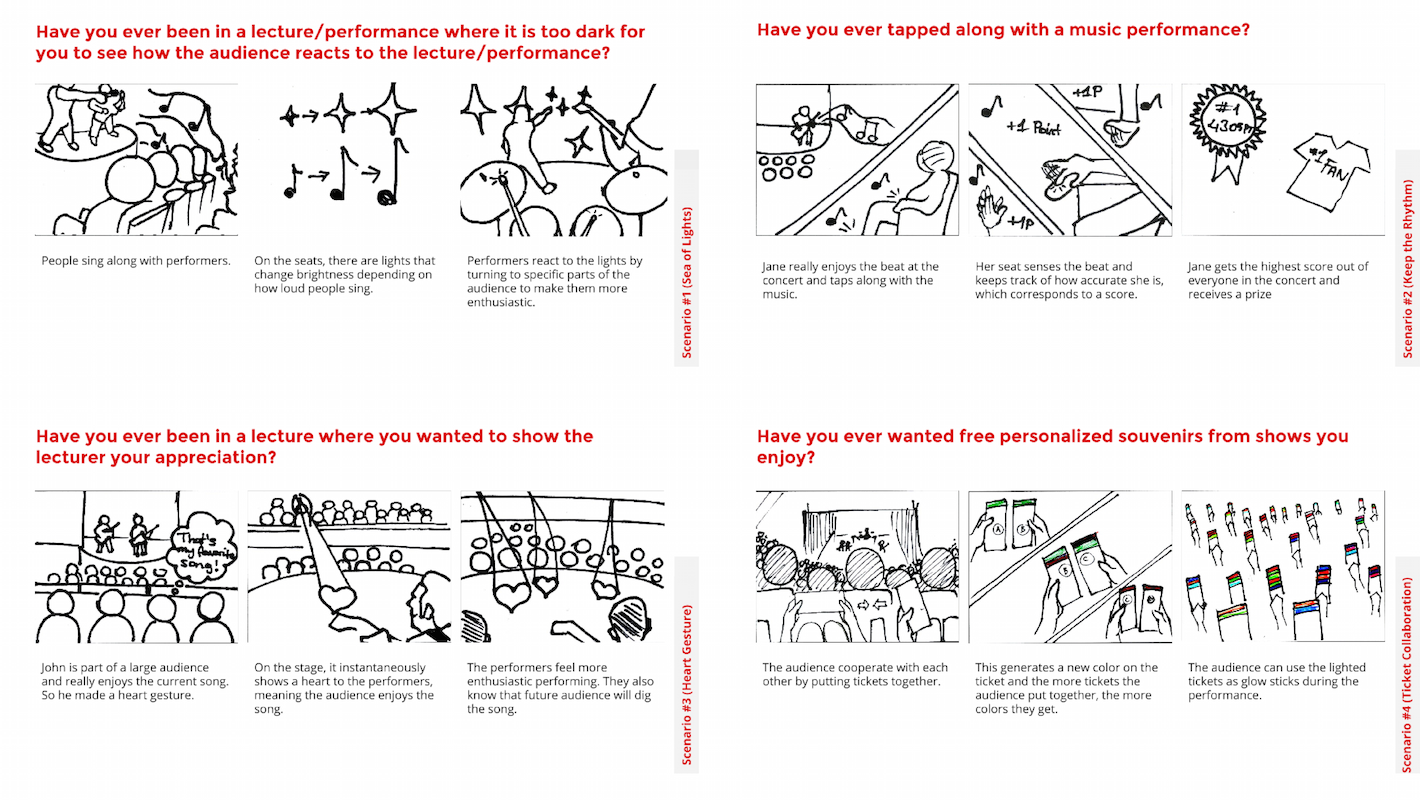 Have you ever been in a lecture/performance where it is too dark for
you to see how the audience reacts to the lecture/performance?
People sing along with performers.
On the seats, there are lights that
change brightness depending on
how loud people sing.
Performers react to the lights by
turning to specific parts of the
audience to make them more
enthusiastic.
Scenario #1 (Sea of Lights)
Have you ever tapped along with a music performance?
+1 Point
+1P
+1P
#1
#1
FAN
Jane really enjoys the beat at the
concert and taps along with the
music.
Her seat senses the beat and
keeps track of how accurate she is,
which corresponds to a score.
Jane gets the highest score out of
everyone in the concert and
receives a prize
Scenario #2 (Keep the Rhythm)
Have you ever been in a lecture where you wanted to show the
lecturer your appreciation?
That's
my favorite
song!
John is part of a large audience
and really enjoys the current song.
So he made a heart gesture.
On the stage, it instantaneously
shows a heart to the performers,
meaning the audience enjoys the
song.
The performers feel more
enthusiastic performing. They also
know that future audience will dig
the song.
Scenario #3 (Heart Gesture)
Have you ever wanted free personalized souvenirs from shows you
enjoy?
A
B
The audience cooperate with each
other by putting tickets together.
This generates a new color on the
ticket and the more tickets the
audience put together, the more
colors they get.
The audience can use the lighted
tickets as glow sticks during the
performance.
Scenario #4 (Ticket Collaboration)